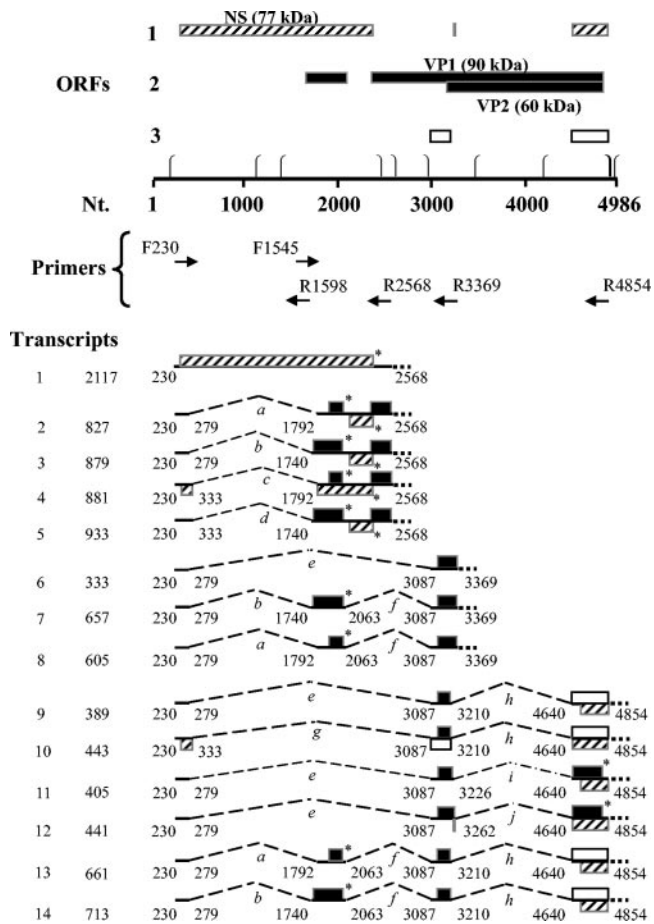 NS (77 kDa)
1
VP1 (90 kDa)
ORFs 2
VP2 (60 kDa)
3
Nt. 1 1000 2000 3000 4000 4986
F230 F1545
Primers {
R1598 R2568 R3369 R4854
Transcripts
*
1 2117 230 2568
a * *
2 827 230 279 1792 2568
b * *
3 879 230 279 1740 2568
c * *
4 881 230 333 1792 2568
d * *
5 933 230 333 1740 2568
e
6 333 230 279 3087 3369
b * f
7 657 230 279 1740 2063 3087 3369
a * f
8 605 230 279 1792 2063 3087 3369
e h
9 389 230 279 3087 3210 4640 4854
g h
10 443 230 333 3087 3210 4640 4854
e i *
11 405 230 279 3087 3226 4640 4854
e j *
12 441 230 279 3087 3262 4640 4854
a * f h
13 661 230 279 1792 2063 3087 3210 4640 4854
b * f h
14 713 230 279 1740 2063 3087 3210 4640 4854